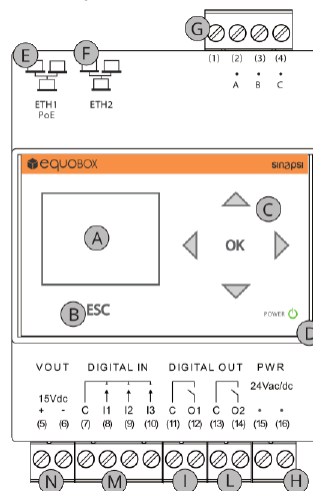 G
E F
(1) (2) (3) (4)
A B C
ETH1 ETH2
PoE
equoBOX sinapsi
A
C
OK
B ESC
POWER
D
VOUT DIGITAL IN DIGITAL OUT PWR
15Vdc 24Vac/dc
+ - C I1 I2 I3 C O1 C O2
(5) (6) (7) (8) (9) (10) (11) (12) (13) (14) (15) (16)
N M I L H